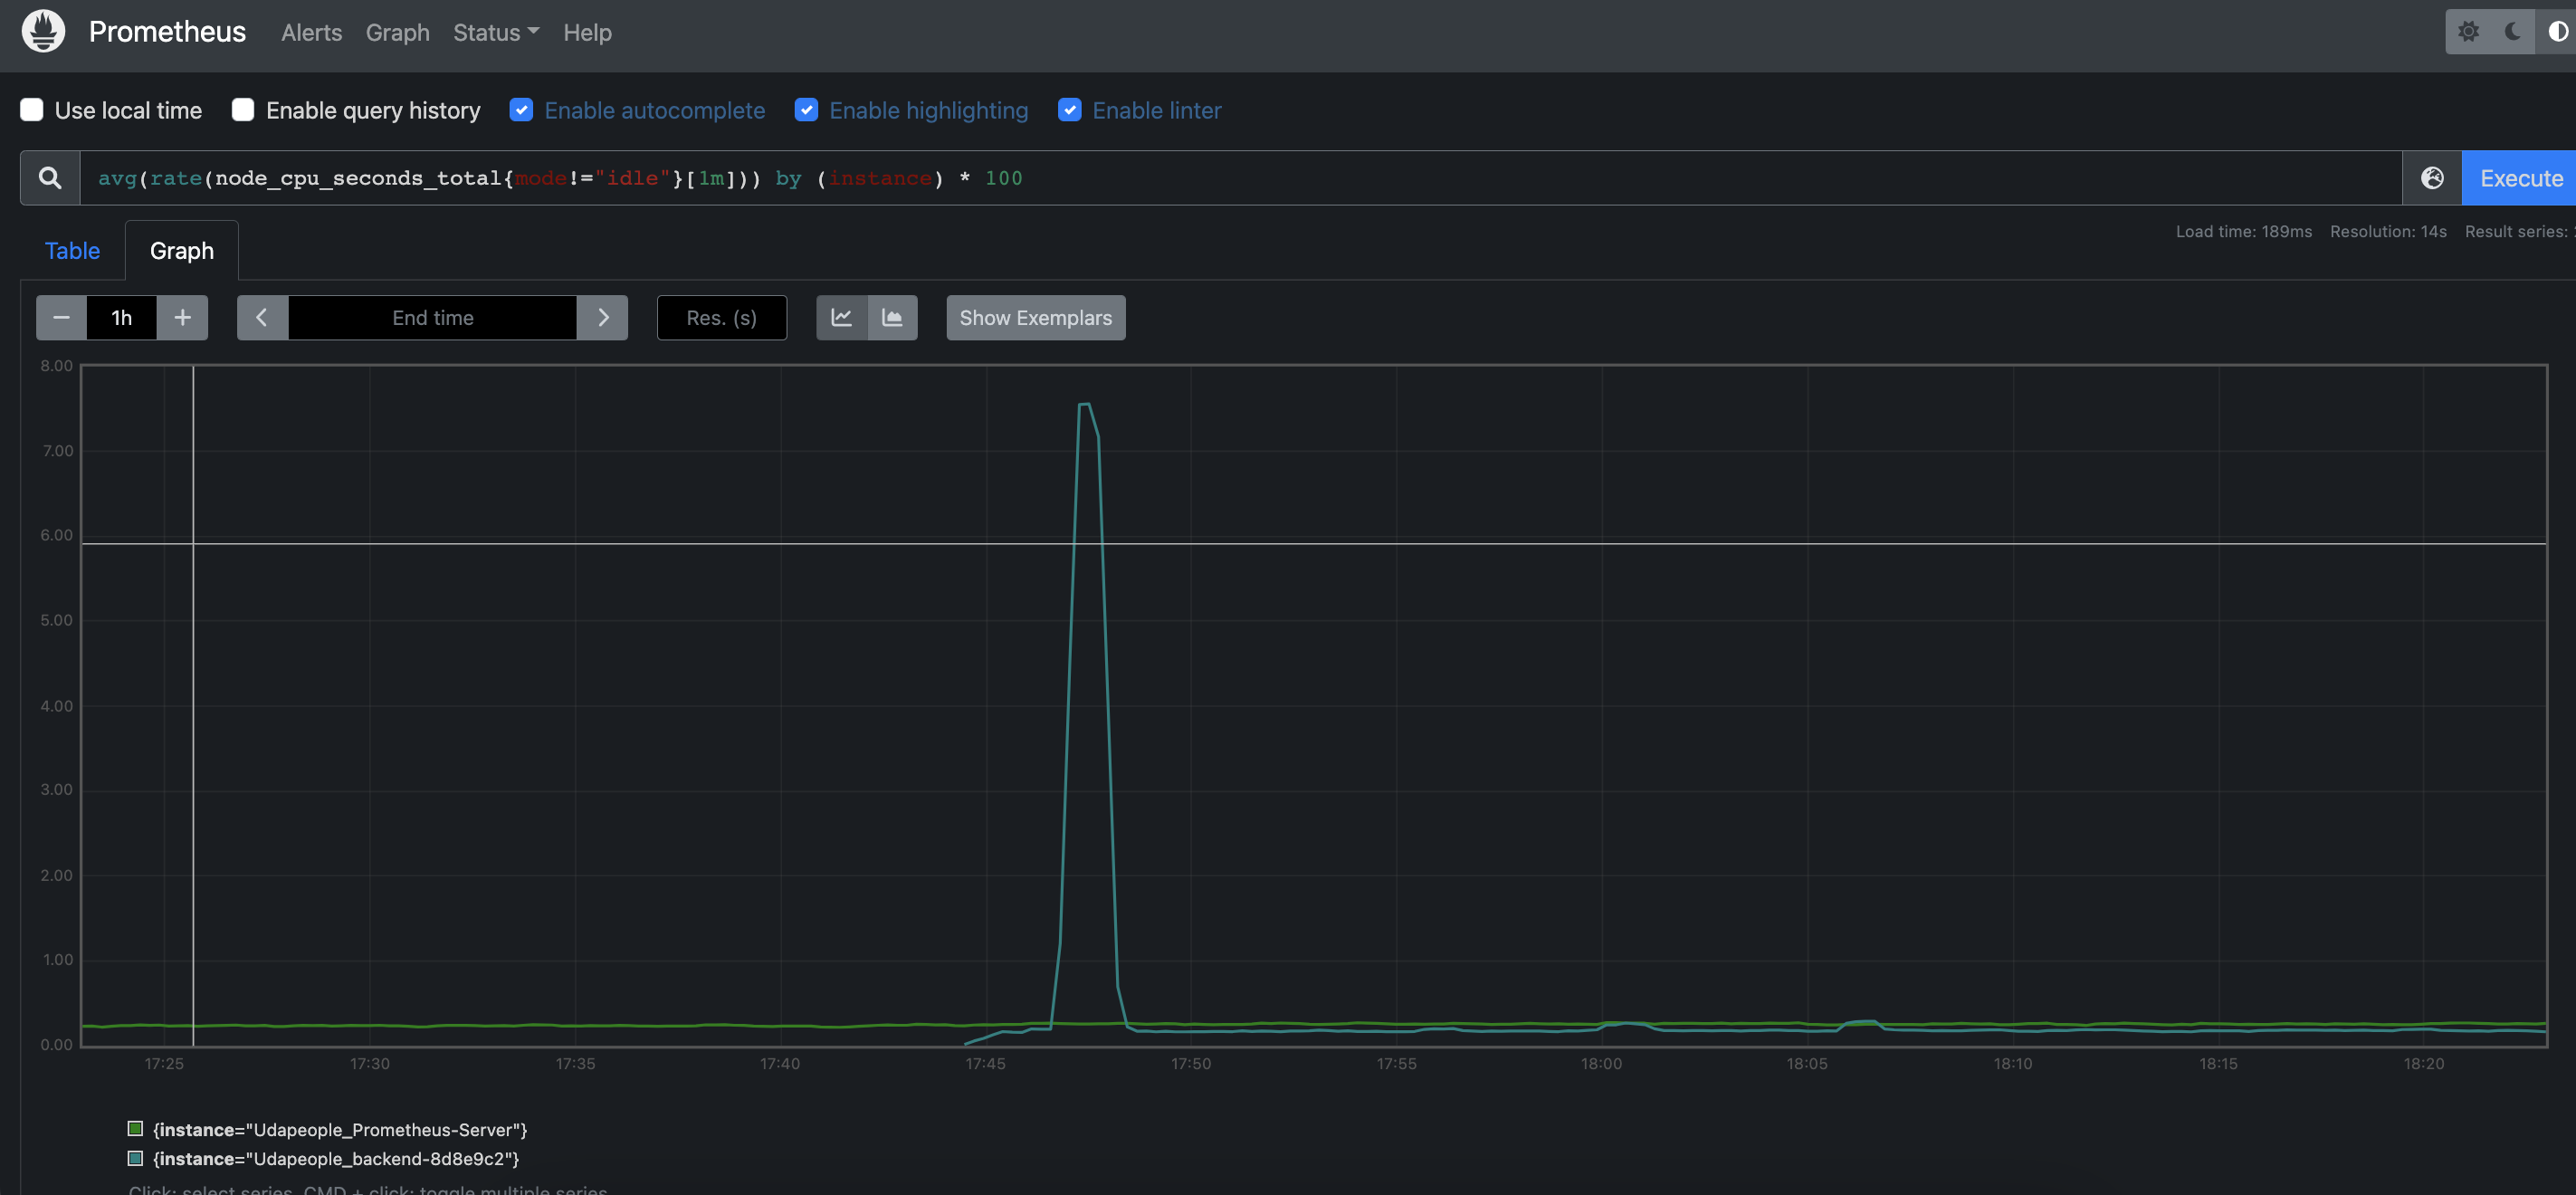 Prometheus Alerts Graph Status Help
Use local time Enable query history Enable autocomplete Enable highlighting Enable linter
avg(rate(node_cpu_seconds_total{mode!="idle"}[1m])) by (instance) * 100 Execute
Load time: 189ms Resolution: 14s Result series:
Table Graph
1h End time Res. (s) Show Exemplars
8.00
7.00
6.00
5.00
4.00
3.00
2.00
1.00
0.00
17:25 17:30 17:35 17:40 17:45 17:50 17:55 18:00 18:05 18:10 18:15 18:20
{instance="Udapeople_Prometheus-Server"}
{instance="Udapeople_backend-8d8e9c2"}
Click: select series, CMD + click: toggle multiple series